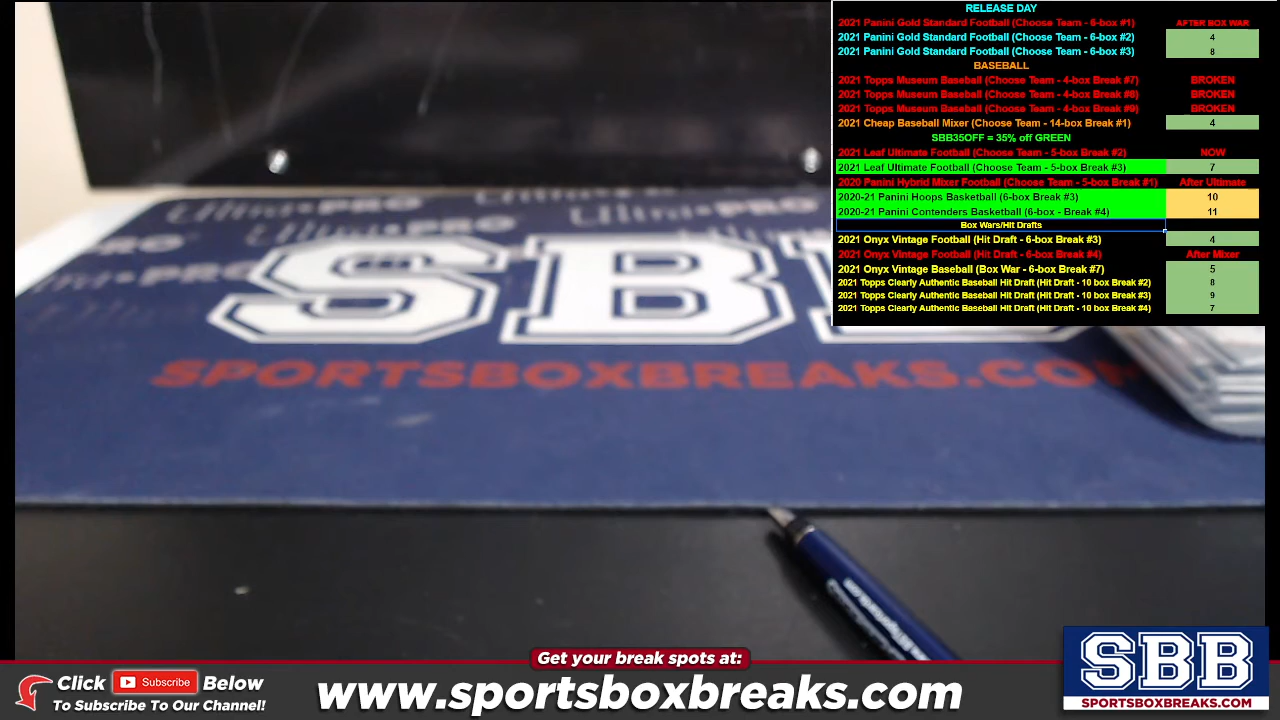 RELEASE DAY
2021 Panini Gold Standard Football (Choose Team - 6-box #1) AFTER BOX WAR
2021 Panini Gold Standard Football (Choose Team - 6-box #2) 4
2021 Panini Gold Standard Football (Choose Team - 6-box #3) 8
BASEBALL
2021 Topps Museum Baseball (Choose Team - 4-box Break #7) BROKEN
2021 Topps Museum Baseball (Choose Team - 4-box Break #8) BROKEN
2021 Topps Museum Baseball (Choose Team - 4-box Break #9) BROKEN
2021 Cheap Baseball Mixer (Choose Team - 14-box Break #1) 4
SBB35OFF = 35% off GREEN
2021 Leaf Ultimate Football (Choose Team - 5-box Break #2) NOW
2021 Leaf Ultimate Football (Choose Team - 5-box Break #3) 7
2020 Panini Hybrid Mixer Football (Choose Team - 5-box Break #1) After Ultimate
2020-21 Panini Hoops Basketball (6-box Break #3) 10
2020-21 Panini Contenders Basketball (6-box - Break #4) 11
Box Wars/Hit Drafts
2021 Onyx Vintage Football (Hit Draft - 6-box Break #3) 4
2021 Onyx Vintage Football (Hit Draft - 6-box Break #4) After Mixer
2021 Onyx Vintage Baseball (Box War - 6-box Break #7) 5
2021 Topps Clearly Authentic Baseball Hit Draft (Hit Draft - 10 box Break #2) 8
2021 Topps Clearly Authentic Baseball Hit Draft (Hit Draft - 10 box Break #3) 9
2021 Topps Clearly Authentic Baseball Hit Draft (Hit Draft - 10 box Break #4) 7
SBB
SPORTSBOXBREAKS.COM
Get your break spots at:
Click Subscribe Below
To Subscribe To Our Channel!
www.sportsboxbreaks.com
SBB
SPORTSBOXBREAKS.COM